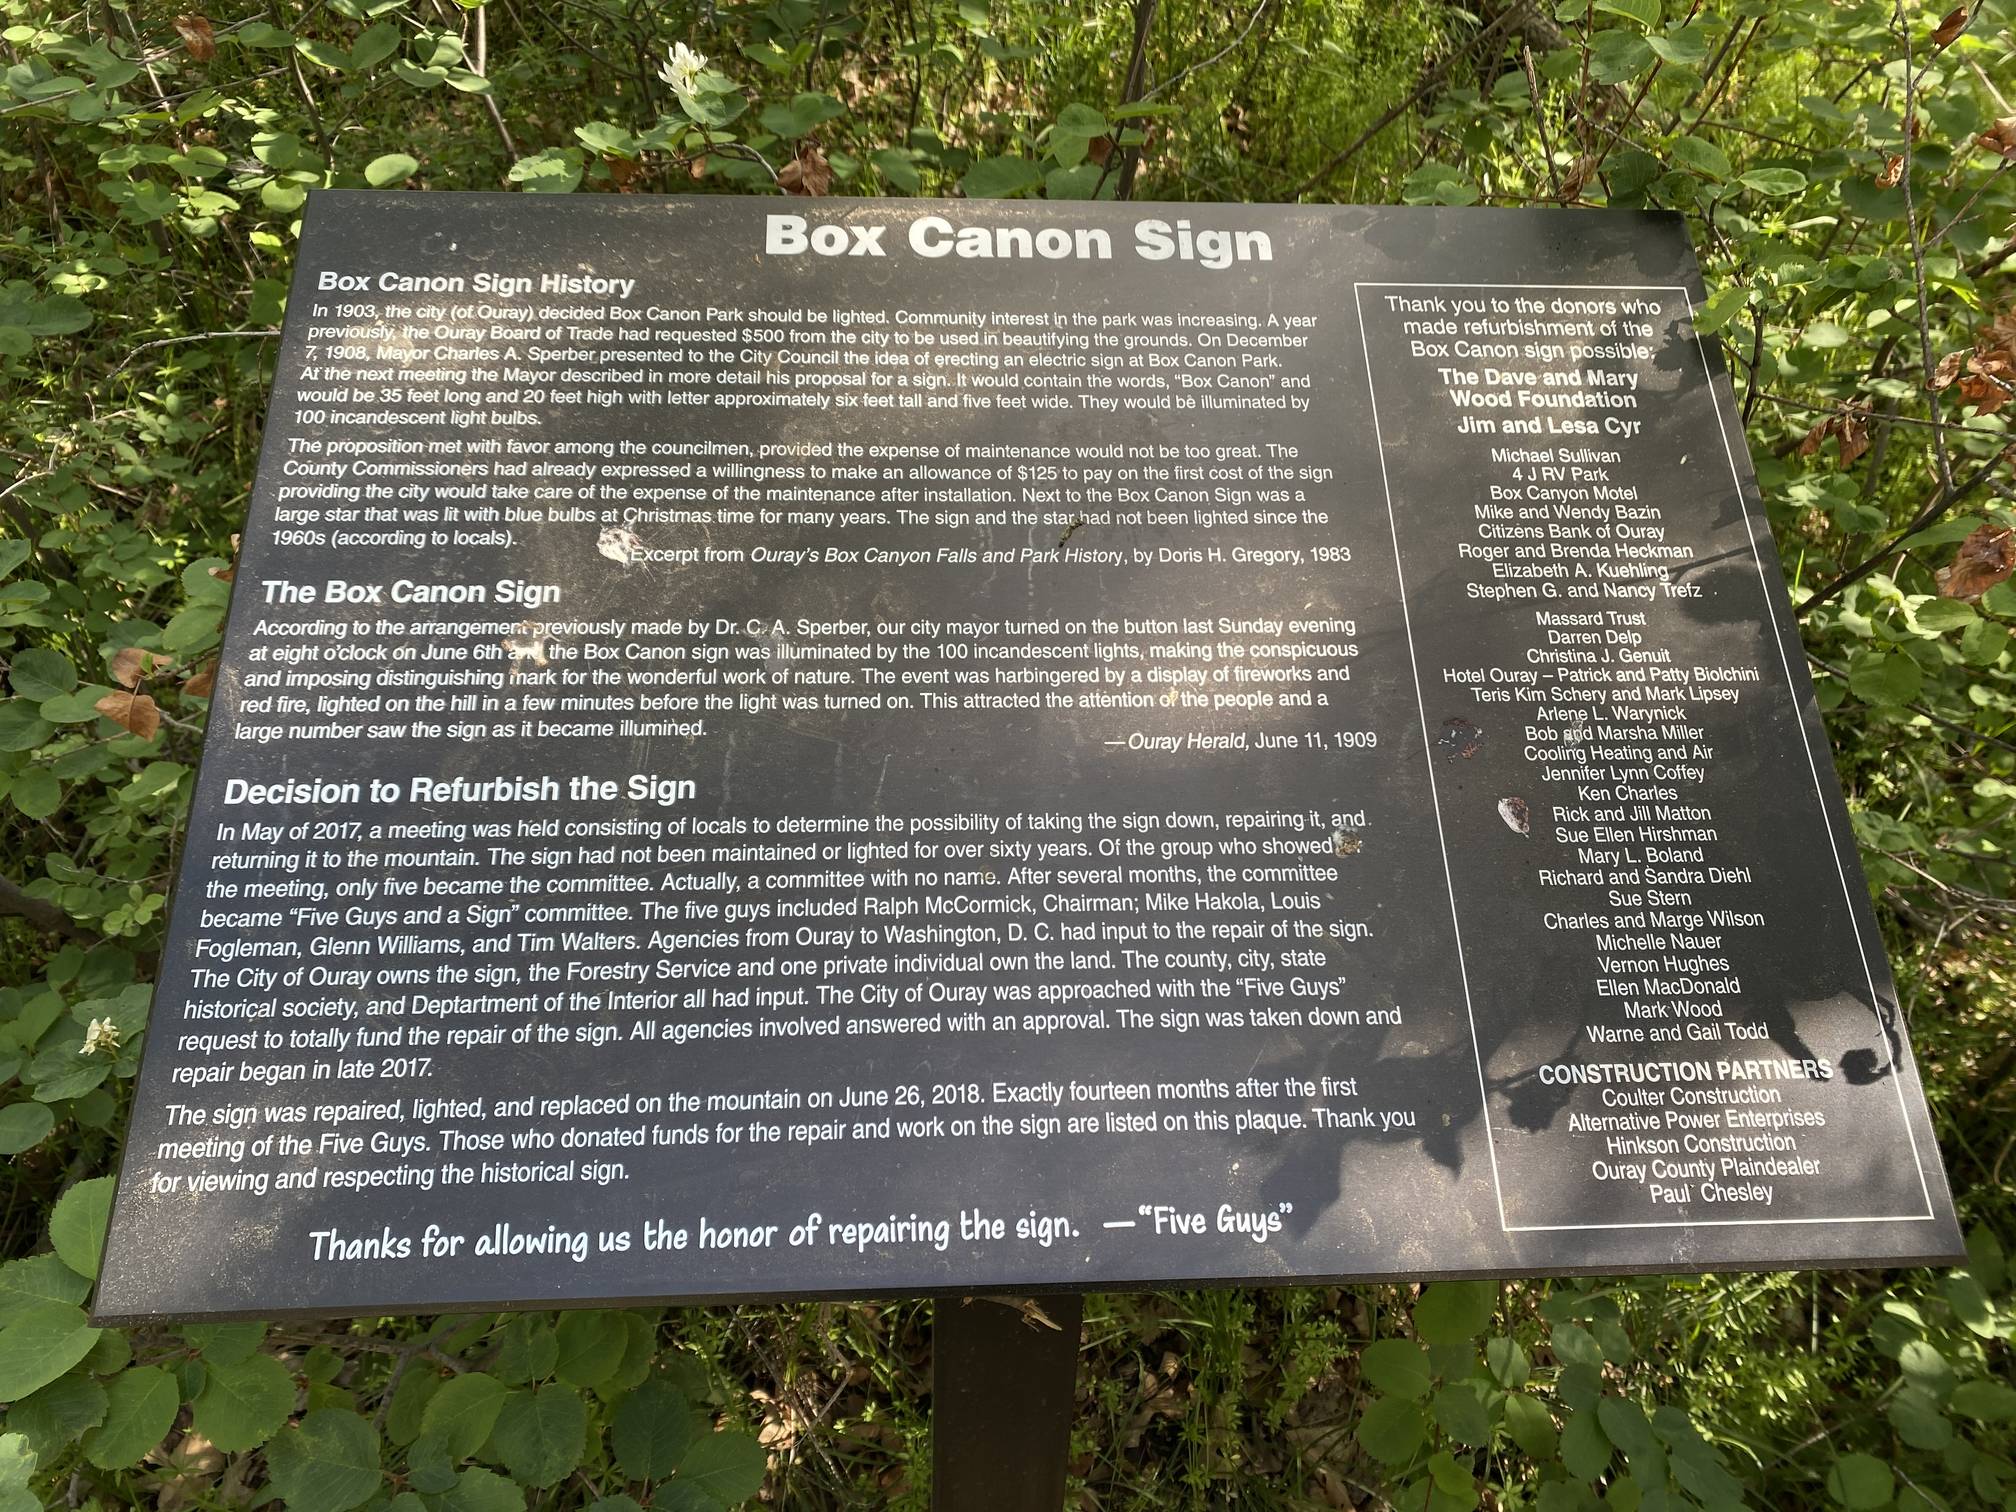 Box Canon Sign
Box Canon Sign History
In 1903, the city (of Ouray) decided Box Canon Park should be lighted. Community interest in the park was increasing. A year
previously, the Ouray Board of Trade had requested $500 from the city to be used in beautifying the grounds. On December
7, 1908, Mayor Charles A. Sperber presented to the City Council the idea of erecting an electric sign at Box Canon Park.
At the next meeting the Mayor described in more detail his proposal for a sign. It would contain the words, “Box Canon” and
would be 35 feet long and 20 feet high with letter approximately six feet tall and five feet wide. They would be illuminated by
100 incandescent light bulbs.
The proposition met with favor among the councilmen, provided the expense of maintenance would not be too great. The
County Commissioners had already expressed a willingness to make an allowance of $125 to pay on the first cost of the sign
providing the city would take care of the expense of the maintenance after installation. Next to the Box Canon Sign was a
large star that was lit with blue bulbs at Christmas time for many years. The sign and the star had not been lighted since the
1960s (according to locals).
Excerpt from Ouray's Box Canyon Falls and Park History, by Doris H. Gregory, 1983
The Box Canon Sign
According to the arrangement previously made by Dr. C. A. Sperber, our city mayor turned on the button last Sunday evening
at eight o'clock on June 6th and the Box Canon sign was illuminated by the 100 incandescent lights, making the conspicuous
and imposing distinguishing mark for the wonderful work of nature. The event was harbingered by a display of fireworks and
red fire, lighted on the hill in a few minutes before the light was turned on. This attracted the attention of the people and a
large number saw the sign as it became illumined.
—Ouray Herald, June 11, 1909
Decision to Refurbish the Sign
In May of 2017, a meeting was held consisting of locals to determine the possibility of taking the sign down, repairing it, and
returning it to the mountain. The sign had not been maintained or lighted for over sixty years. Of the group who showed
the meeting, only five became the committee. Actually, a committee with no name. After several months, the committee
became “Five Guys and a Sign” committee. The five guys included Ralph McCormick, Chairman; Mike Hakola, Louis
Fogleman, Glenn Williams, and Tim Walters. Agencies from Ouray to Washington, D. C. had input to the repair of the sign.
The City of Ouray owns the sign, the Forestry Service and one private individual own the land. The county, city, state
historical society, and Deptartment of the Interior all had input. The City of Ouray was approached with the “Five Guys”
request to totally fund the repair of the sign. All agencies involved answered with an approval. The sign was taken down and
repair began in late 2017.
The sign was repaired, lighted, and replaced on the mountain on June 26, 2018. Exactly fourteen months after the first
meeting of the Five Guys. Those who donated funds for the repair and work on the sign are listed on this plaque. Thank you
for viewing and respecting the historical sign.
Thanks for allowing us the honor of repairing the sign. —“Five Guys”
Thank you to the donors who
made refurbishment of the
Box Canon sign possible:
The Dave and Mary
Wood Foundation
Jim and Lesa Cyr
Michael Sullivan
4 J RV Park
Box Canyon Motel
Mike and Wendy Bazin
Citizens Bank of Ouray
Roger and Brenda Heckman
Elizabeth A. Kuehling
Stephen G. and Nancy Trefz
Massard Trust
Darren Delp
Christina J. Genuit
Hotel Ouray – Patrick and Patty Biolchini
Teris Kim Schery and Mark Lipsey
Arlene L. Warynick
Bob and Marsha Miller
Cooling Heating and Air
Jennifer Lynn Coffey
Ken Charles
Rick and Jill Matton
Sue Ellen Hirshman
Mary L. Boland
Richard and Sandra Diehl
Sue Stern
Charles and Marge Wilson
Michelle Nauer
Vernon Hughes
Ellen MacDonald
Mark Wood
Warne and Gail Todd
CONSTRUCTION PARTNERS
Coulter Construction
Alternative Power Enterprises
Hinkson Construction
Ouray County Plaindealer
Paul Chesley